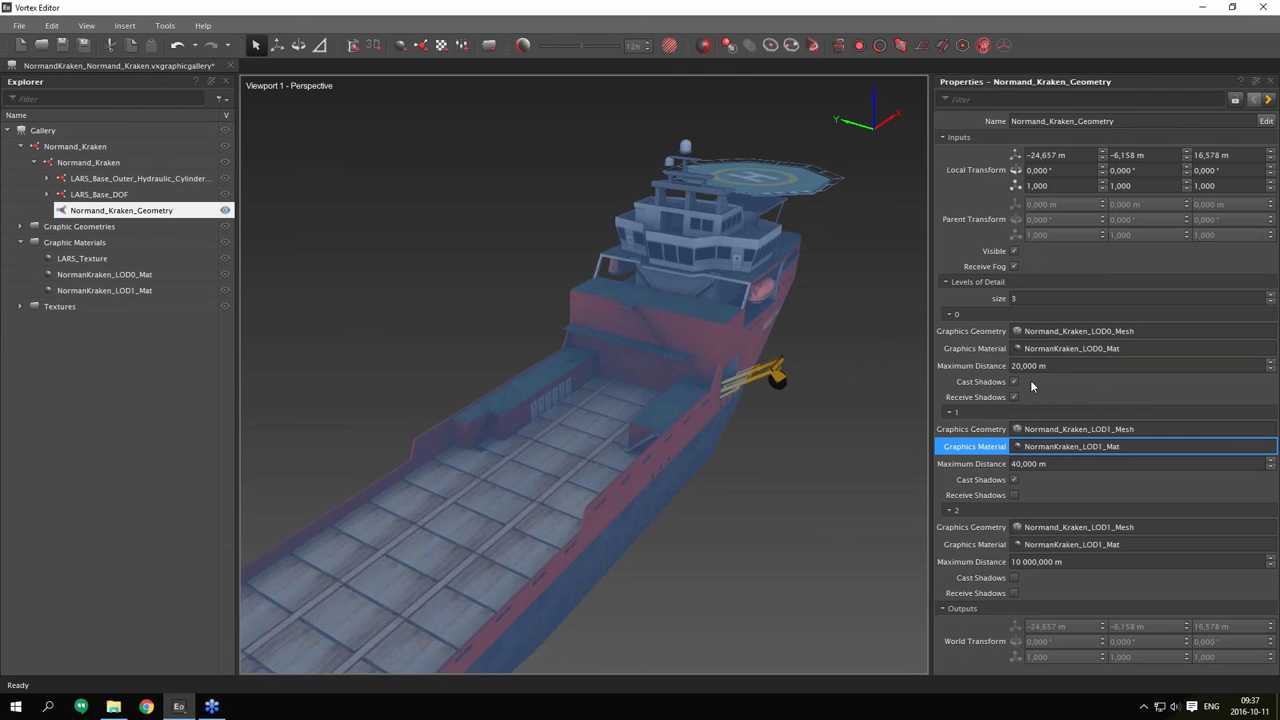 Eo Vortex Editor
File Edit View Insert Tools Help
12h
NormandKraken_Normand_Kraken.vxgraphicgallery*
Explorer
Filter
Name V
Gallery
Normand_Kraken
Normand_Kraken
LARS_Base_Outer_Hydraulic_Cylinder...
LARS_Base_DOF
Normand_Kraken_Geometry
Graphic Geometries
Graphic Materials
LARS_Texture
NormanKraken_LOD0_Mat
NormanKraken_LOD1_Mat
Textures
Viewport 1 - Perspective
Z
Y X
H
Properties - Normand_Kraken_Geometry
Filter
Name Normand_Kraken_Geometry Edit
Inputs
Local Transform
-24,657 m -6,158 m 16,578 m
0,000 ° 0,000 ° 0,000 °
1,000 1,000 1,000
Parent Transform
0,000 m 0,000 m 0,000 m
0,000 ° 0,000 ° 0,000 °
1,000 1,000 1,000
Visible
Receive Fog
Levels of Detail
size 3
0
Graphics Geometry Normand_Kraken_LOD0_Mesh
Graphics Material NormanKraken_LOD0_Mat
Maximum Distance 20,000 m
Cast Shadows
Receive Shadows
1
Graphics Geometry Normand_Kraken_LOD1_Mesh
Graphics Material NormanKraken_LOD1_Mat
Maximum Distance 40,000 m
Cast Shadows
Receive Shadows
2
Graphics Geometry Normand_Kraken_LOD1_Mesh
Graphics Material NormanKraken_LOD1_Mat
Maximum Distance 10 000,000 m
Cast Shadows
Receive Shadows
Outputs
World Transform
-24,657 m -6,158 m 16,578 m
0,000 ° 0,000 ° 0,000 °
1,000 1,000 1,000
Ready
Eo
ENG
09:37
2016-10-11